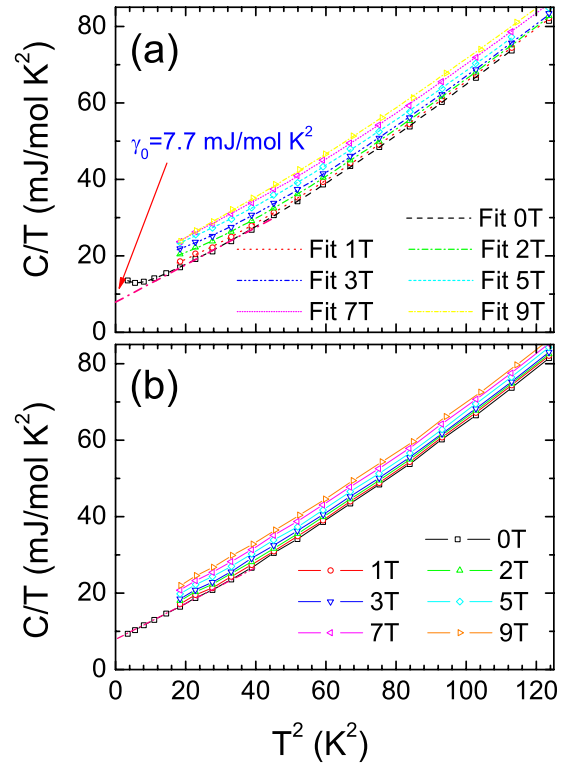 (a)
80
60
40
20
0
C/T (mJ/mol K²)
γ₀=7.7 mJ/mol K²
Fit 0T
Fit 1T Fit 2T
Fit 3T Fit 5T
Fit 7T Fit 9T
(b)
80
60
40
20
0
C/T (mJ/mol K²)
0T
1T 2T
3T 5T
7T 9T
0 20 40 60 80 100 120
T² (K²)